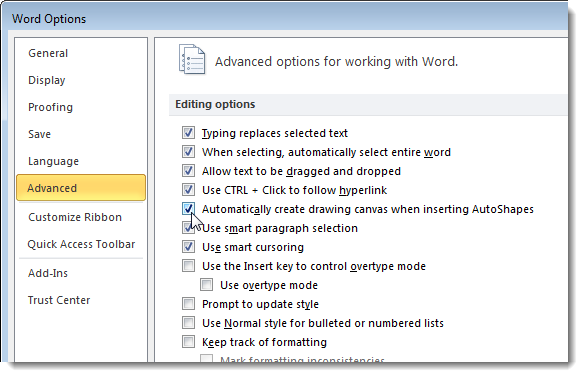 Word Options
General
Display
Proofing
Save
Language
Advanced
Customize Ribbon
Quick Access Toolbar
Add-Ins
Trust Center
Advanced options for working with Word.
Editing options
Typing replaces selected text
When selecting, automatically select entire word
Allow text to be dragged and dropped
Use CTRL + Click to follow hyperlink
Automatically create drawing canvas when inserting AutoShapes
Use smart paragraph selection
Use smart cursoring
Use the Insert key to control overtype mode
Use overtype mode
Prompt to update style
Use Normal style for bulleted or numbered lists
Keep track of formatting
Mark formatting inconsistencies